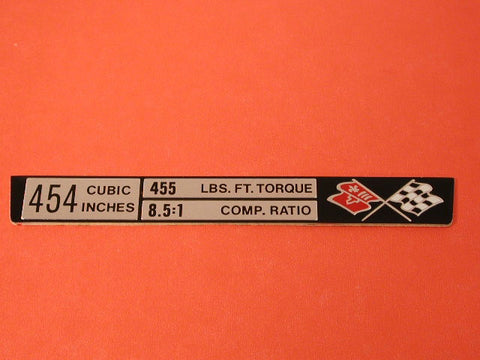 454 CUBIC INCHES
455 LBS. FT. TORQUE
8.5:1 COMP. RATIO